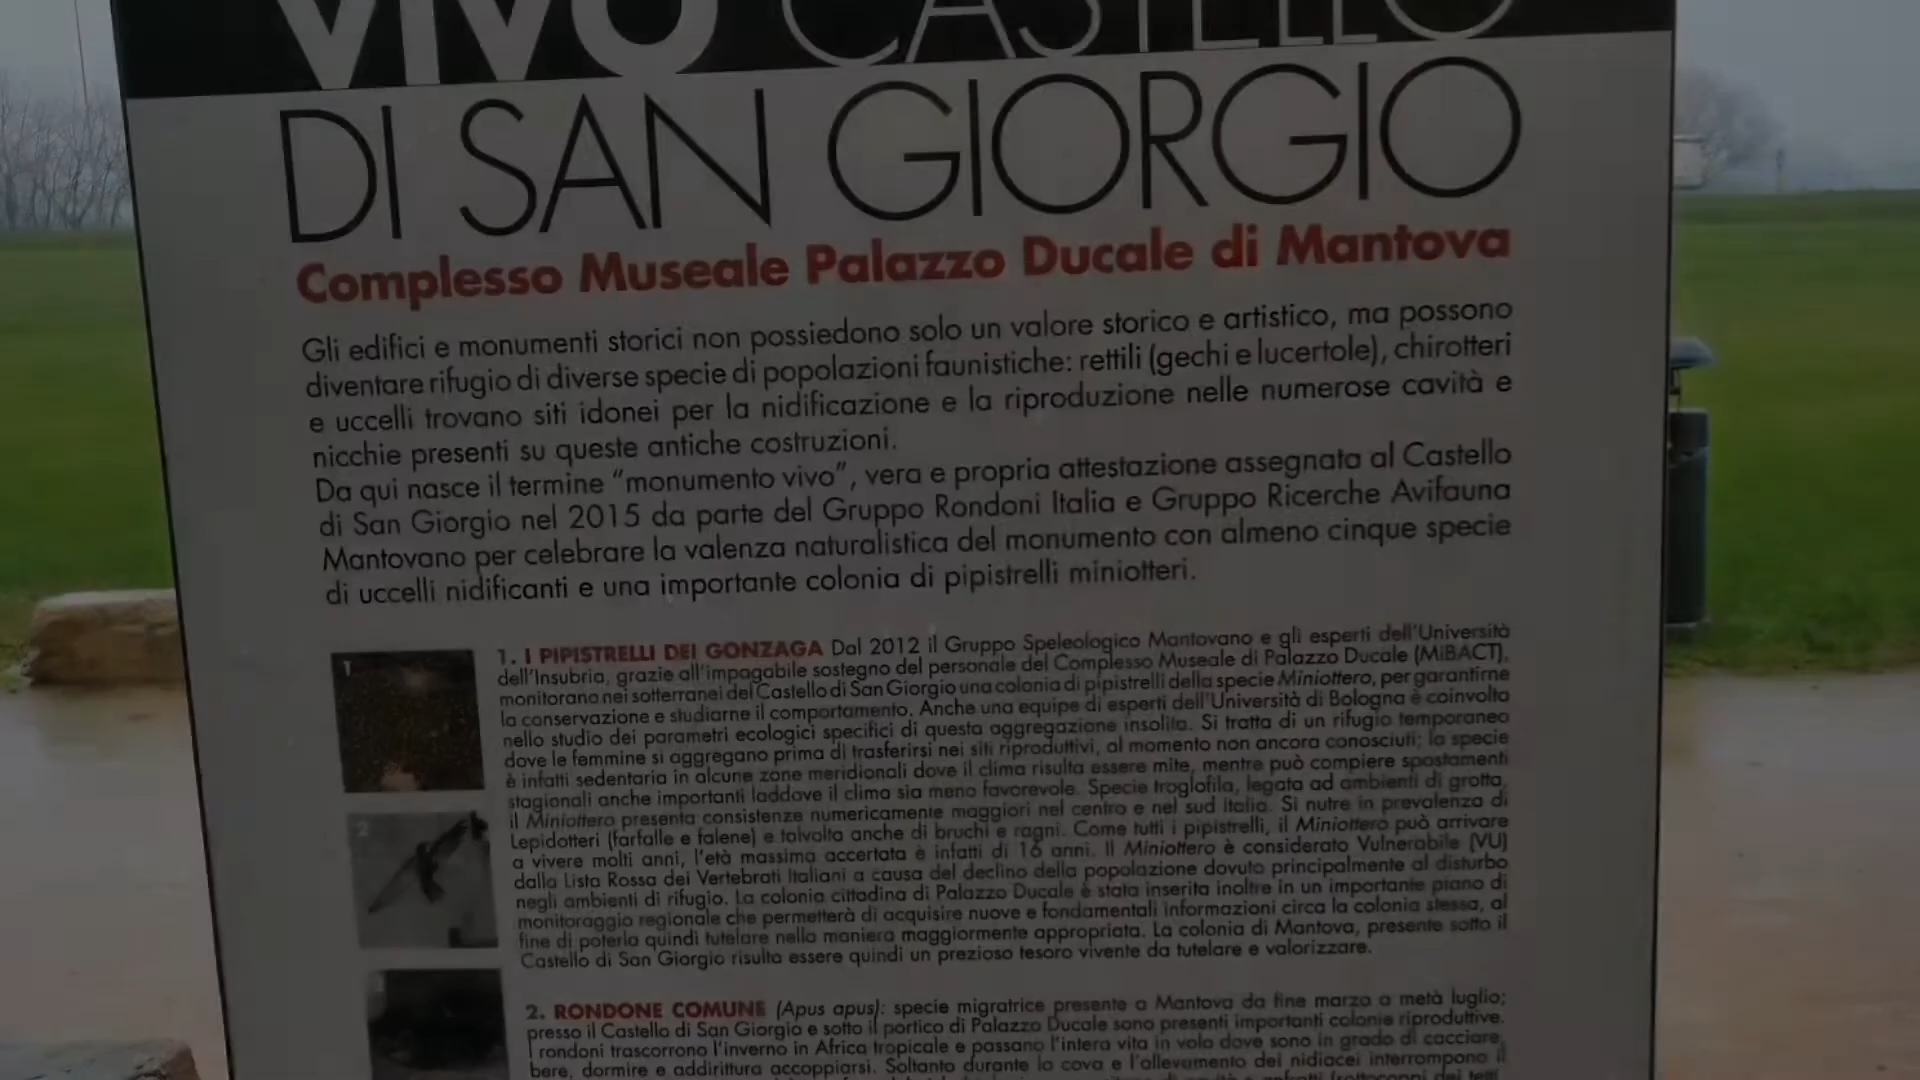 VIVO CASTELLO
DI SAN GIORGIO
Complesso Museale Palazzo Ducale di Mantova
Gli edifici e monumenti storici non possiedono solo un valore storico e artistico, ma possono
diventare rifugio di diverse specie di popolazioni faunistiche: rettili (gechi e lucertole), chirotteri
e uccelli trovano siti idonei per la nidificazione e la riproduzione nelle numerose cavità e
nicchie presenti su queste antiche costruzioni.
Da qui nasce il termine “monumento vivo”, vera e propria attestazione assegnata al Castello
di San Giorgio nel 2015 da parte del Gruppo Rondoni Italia e Gruppo Ricerche Avifauna
Mantovano per celebrare la valenza naturalistica del monumento con almeno cinque specie
di uccelli nidificanti e una importante colonia di pipistrelli miniotteri.
1
1. I PIPISTRELLI DEI GONZAGA Dal 2012 il Gruppo Speleologico Mantovano e gli esperti dell'Università
dell'Insubria, grazie all'impagabile sostegno del personale del Complesso Museale di Palazzo Ducale (MiBACT),
monitorano nei sotterranei del Castello di San Giorgio una colonia di pipistrelli della specie Miniottero, per garantirne
la conservazione e studiarne il comportamento. Anche una equipe di esperti dell'Università di Bologna è coinvolta
nello studio dei parametri ecologici specifici di questa aggregazione insolita. Si tratta di un rifugio temporaneo
dove le femmine si aggregano prima di trasferirsi nei siti riproduttivi, al momento non ancora conosciuti; la specie
è infatti sedentaria in alcune zone meridionali dove il clima risulta essere mite, mentre può compiere spostamenti
stagionali anche importanti laddove il clima sia meno favorevole. Specie troglofila, legata ad ambienti di grotta,
il Miniottero presenta consistenze numericamente maggiori nel centro e nel sud Italia. Si nutre in prevalenza di
Lepidotteri (farfalle e falene) e talvolta anche di bruchi e ragni. Come tutti i pipistrelli, il Miniottero può arrivare
a vivere molti anni, l'età massima accertata è infatti di 16 anni. Il Miniottero è considerato Vulnerabile (VU)
dalla Lista Rossa dei Vertebrati Italiani a causa del declino della popolazione dovuto principalmente al disturbo
negli ambienti di rifugio. La colonia cittadina di Palazzo Ducale è stata inserita inoltre in un importante piano di
monitoraggio regionale che permetterà di acquisire nuove e fondamentali informazioni circa la colonia stessa, al
fine di poterla quindi tutelare nella maniera maggiormente appropriata. La colonia di Mantova, presente sotto il
Castello di San Giorgio risulta essere quindi un prezioso tesoro vivente da tutelare e valorizzare.
2
3
2. RONDONE COMUNE (Apus apus): specie migratrice presente a Mantova da fine marzo a metà luglio;
presso il Castello di San Giorgio e sotto il portico di Palazzo Ducale sono presenti importanti colonie riproduttive.
I rondoni trascorrono l'inverno in Africa tropicale e passano l'intera vita in volo dove sono in grado di cacciare,
bere, dormire e addirittura accoppiarsi. Soltanto durante la cova e l'allevamento dei nidiacei interrompono il